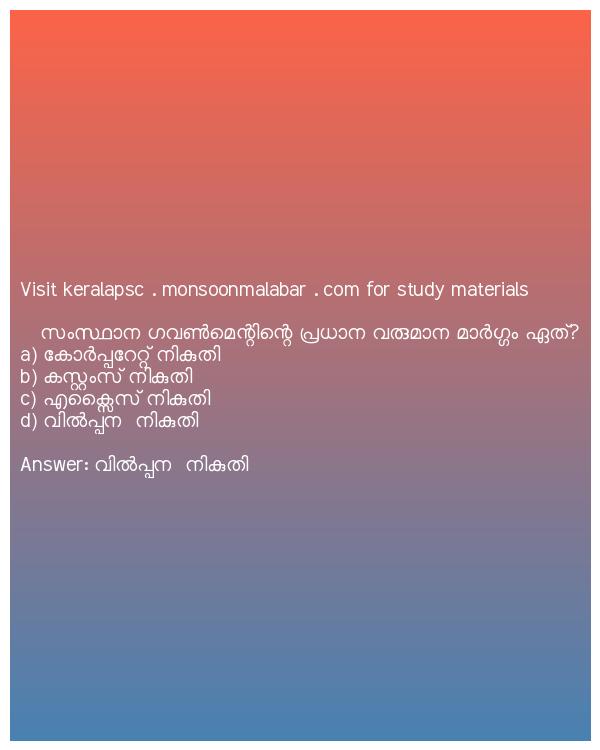 Visit keralapsc . monsoonmalabar . com for study materials
സംസ്ഥാന ഗവൺമെന്റിന്റെ പ്രധാന വരുമാന മാർഗ്ഗം ഏത്?
a) കോർപ്പറേറ്റ് നികുതി
b) കസ്റ്റംസ് നികുതി
c) എക്സൈസ് നികുതി
d) വിൽപ്പന നികുതി
Answer: വിൽപ്പന നികുതി